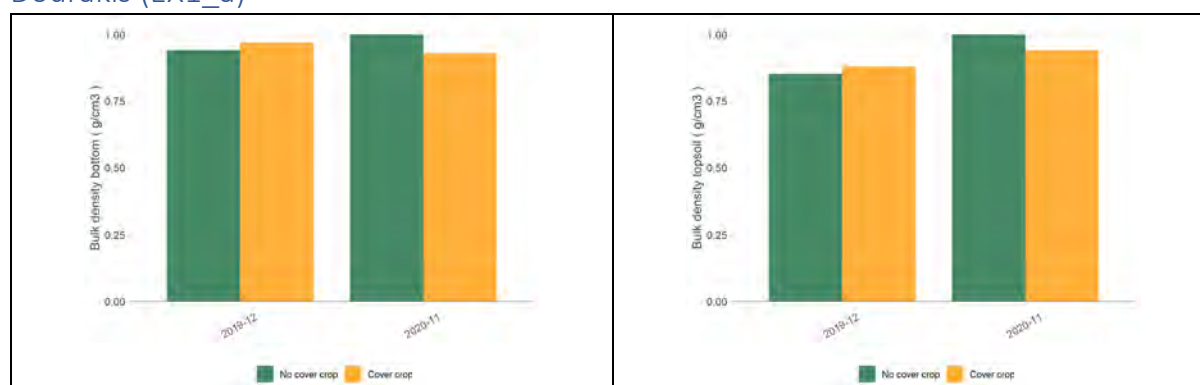 Bulk density bottom ( g/cm3 )
1.00
0.75
0.50
0.25
0.00
2019-12
2020-11
No cover crop
Cover crop
Bulk density topsoil ( g/cm3 )
1.00
0.75
0.50
0.25
0.00
2019-12
2020-11
No cover crop
Cover crop